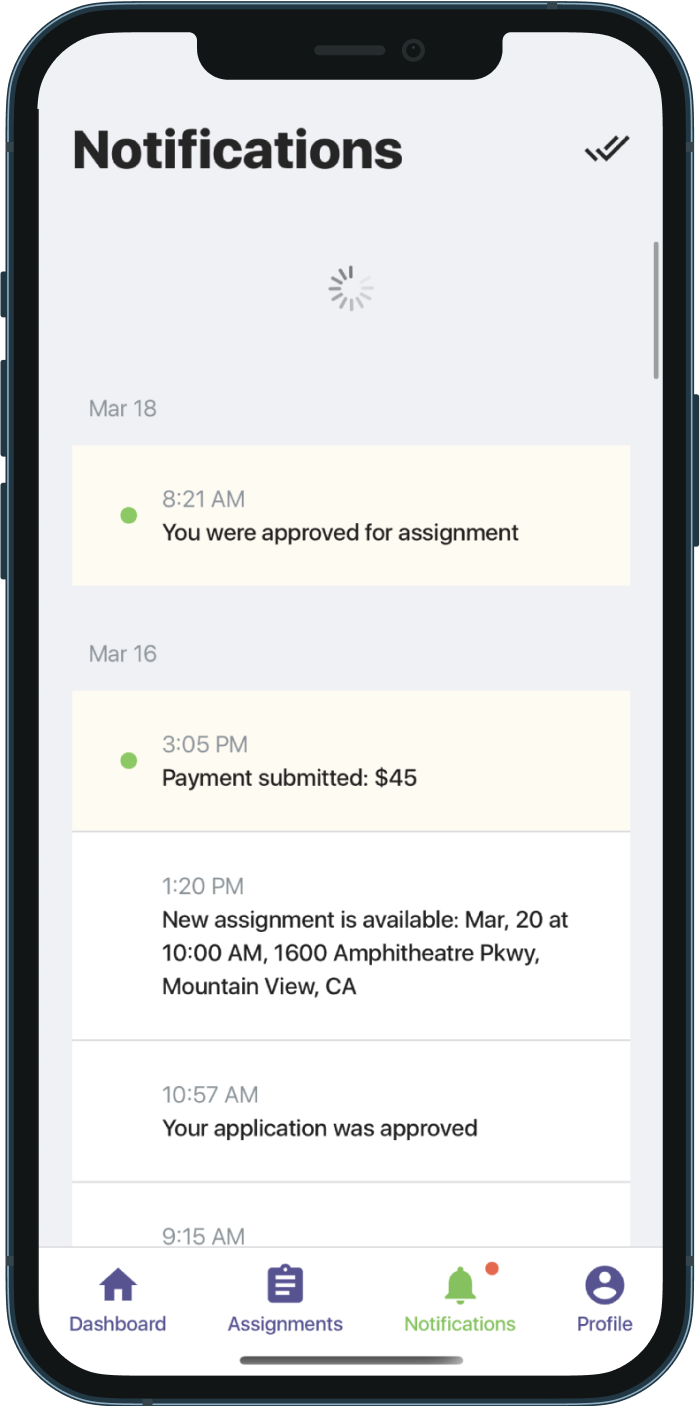 Notifications
Mar 18
8:21 AM
You were approved for assignment
Mar 16
3:05 PM
Payment submitted: $45
1:20 PM
New assignment is available: Mar, 20 at
10:00 AM, 1600 Amphitheatre Pkwy,
Mountain View, CA
10:57 AM
Your application was approved
9:15 AM
Dashboard
Assignments
Notifications
Profile